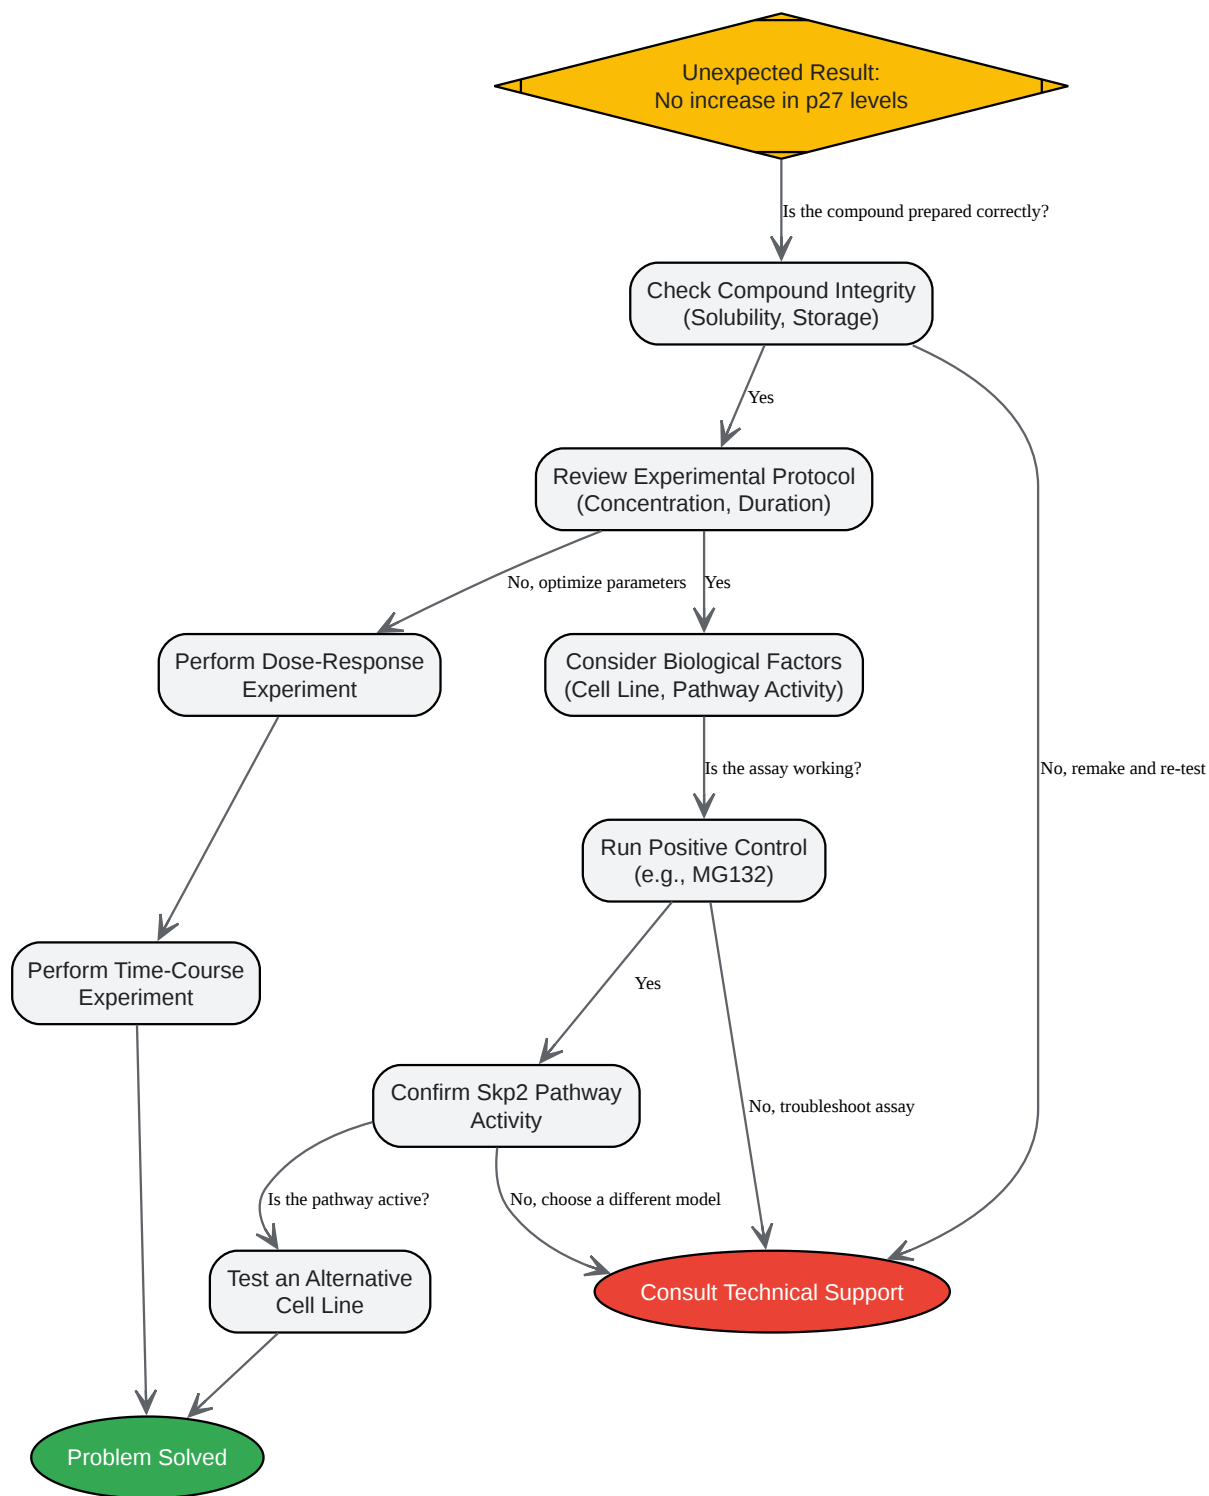 Unexpected Result:
No increase in p27 levels
Is the compound prepared correctly?
Check Compound Integrity
(Solubility, Storage)
Yes
Review Experimental Protocol
(Concentration, Duration)
No, optimize parameters
Yes
Perform Dose-Response
Experiment
Consider Biological Factors
(Cell Line, Pathway Activity)
Is the assay working?
No, remake and re-test
Run Positive Control
(e.g., MG132)
Perform Time-Course
Experiment
Yes
Confirm Skp2 Pathway
Activity
No, troubleshoot assay
Is the pathway active?
No, choose a different model
Test an Alternative
Cell Line
Consult Technical Support
Problem Solved